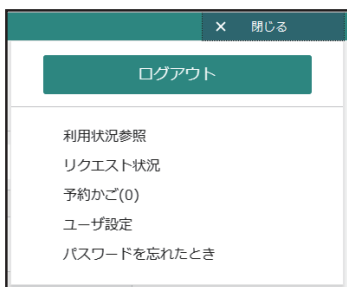 × 閉じる
ログアウト
利用状況参照
リクエスト状況
予約かご(0)
ユーザ設定
パスワードを忘れたとき